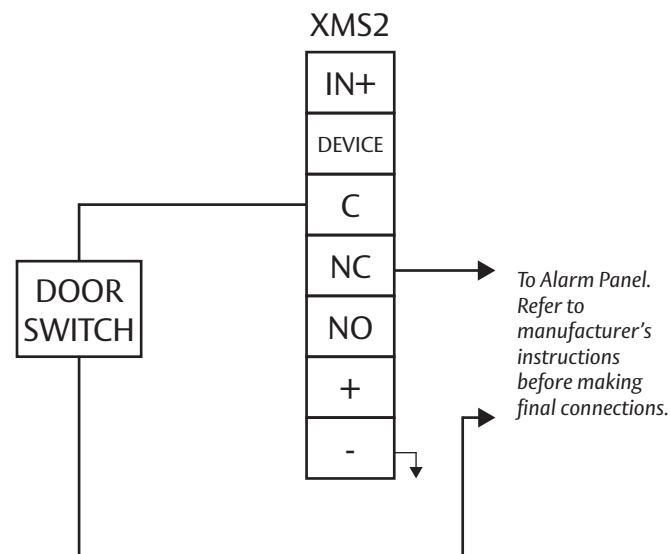 XMS2
IN+
DEVICE
C
NC
NO
+
-
DOOR
SWITCH
To Alarm Panel.
Refer to
manufacturer’s
instructions
before making
final connections.